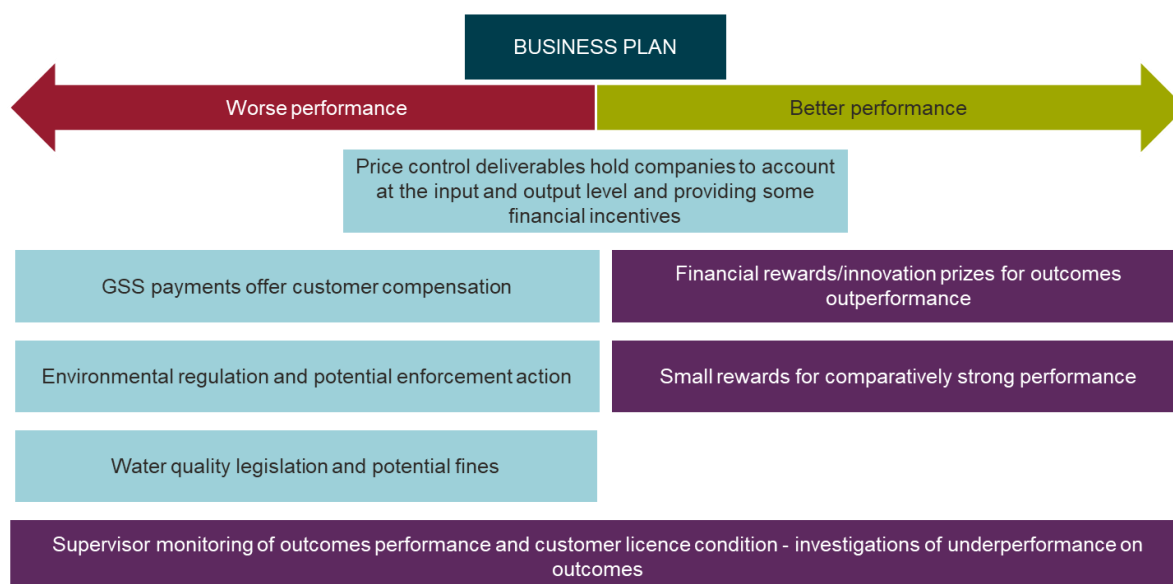 BUSINESS PLAN
Worse performance
Better performance
Price control deliverables hold companies to account
at the input and output level and providing some
financial incentives
GSS payments offer customer compensation
Financial rewards/innovation prizes for outcomes
outperformance
Environmental regulation and potential enforcement action
Small rewards for comparatively strong performance
Water quality legislation and potential fines
Supervisor monitoring of outcomes performance and customer licence condition - investigations of underperformance on
outcomes